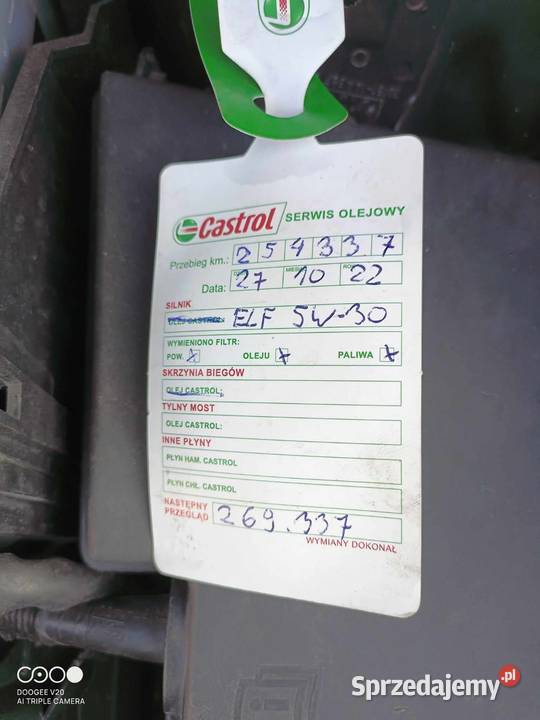 Castrol SERWIS OLEJOWY
Przebieg km.: 254337
Data: 27 10 22
SILNIK
OLEJ CASTROL: ELF 5W-30
WYMIENIONO FILTR:
POW. x OLEJU x PALIWA x
SKRZYNIA BIEGÓW
OLEJ CASTROL:
TYLNY MOST
OLEJ CASTROL:
INNE PŁYNY
PŁYN HAM. CASTROL
PŁYN CHŁ. CASTROL
NASTĘPNY
PRZEGLĄD 269.337
WYMIANY DOKONAŁ
DOOGEE V20
AI TRIPLE CAMERA
Sprzedajemy.pl